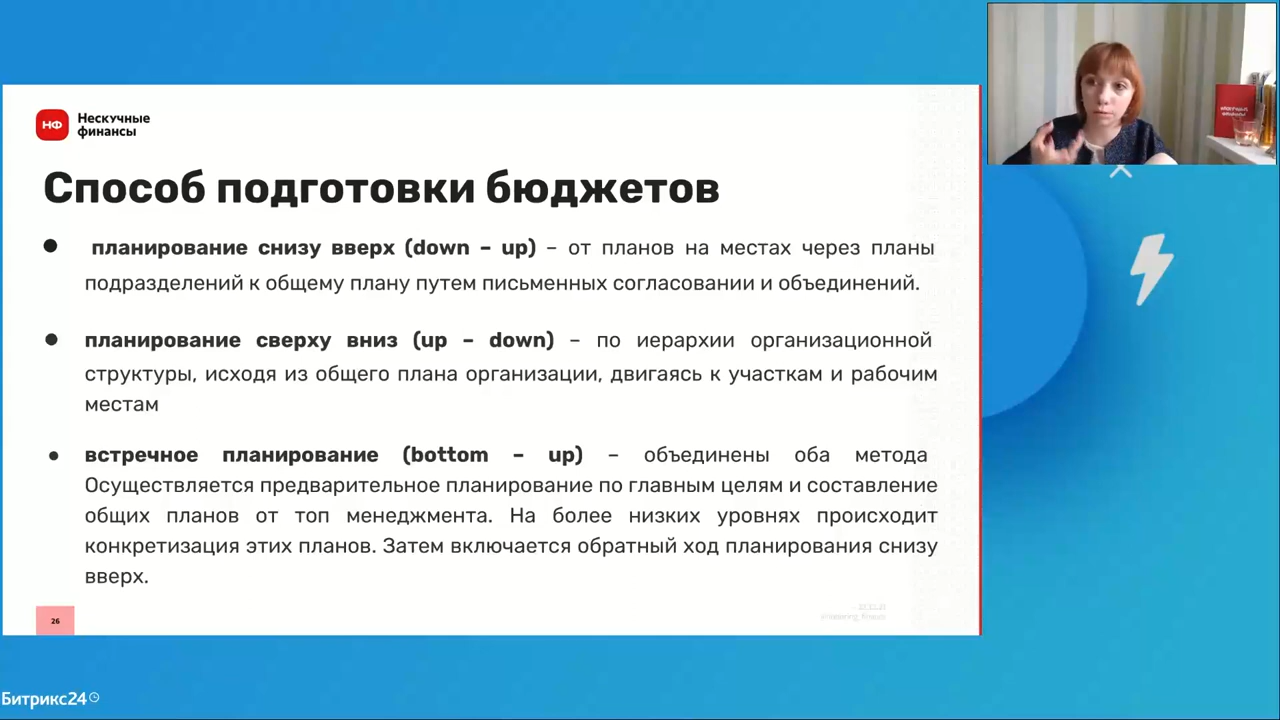 НФ Нескучные
финансы
Способ подготовки бюджетов
планирование снизу вверх (down – up) – от планов на местах через планы
подразделений к общему плану путем письменных согласовании и объединений.
планирование сверху вниз (up – down) – по иерархии организационной
структуры, исходя из общего плана организации, двигаясь к участкам и рабочим
местам
встречное планирование (bottom – up) – объединены оба метода
Осуществляется предварительное планирование по главным целям и составление
общих планов от топ менеджмента. На более низких уровнях происходит
конкретизация этих планов. Затем включается обратный ход планирования снизу
вверх.
26
Битрикс24